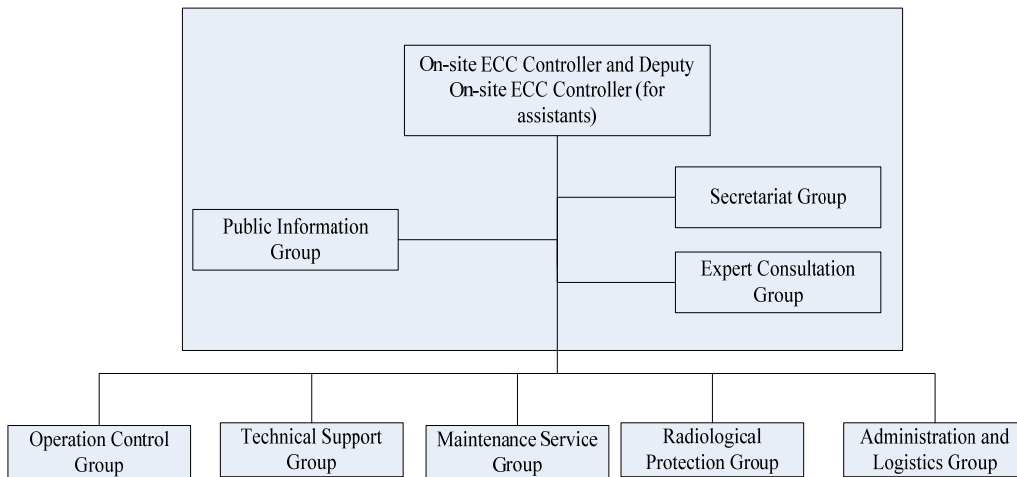 On-site ECC Controller and Deputy
On-site ECC Controller (for
assistants)
Secretariat Group
Public Information
Group
Expert Consultation
Group
Operation Control
Group
Technical Support
Group
Maintenance Service
Group
Radiological
Protection Group
Administration and
Logistics Group